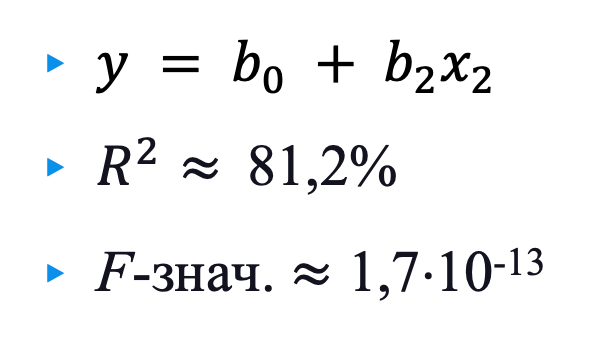 y = b₀ + b₂x₂
R² ≈ 81,2%
F-знач. ≈ 1,7·10⁻¹³